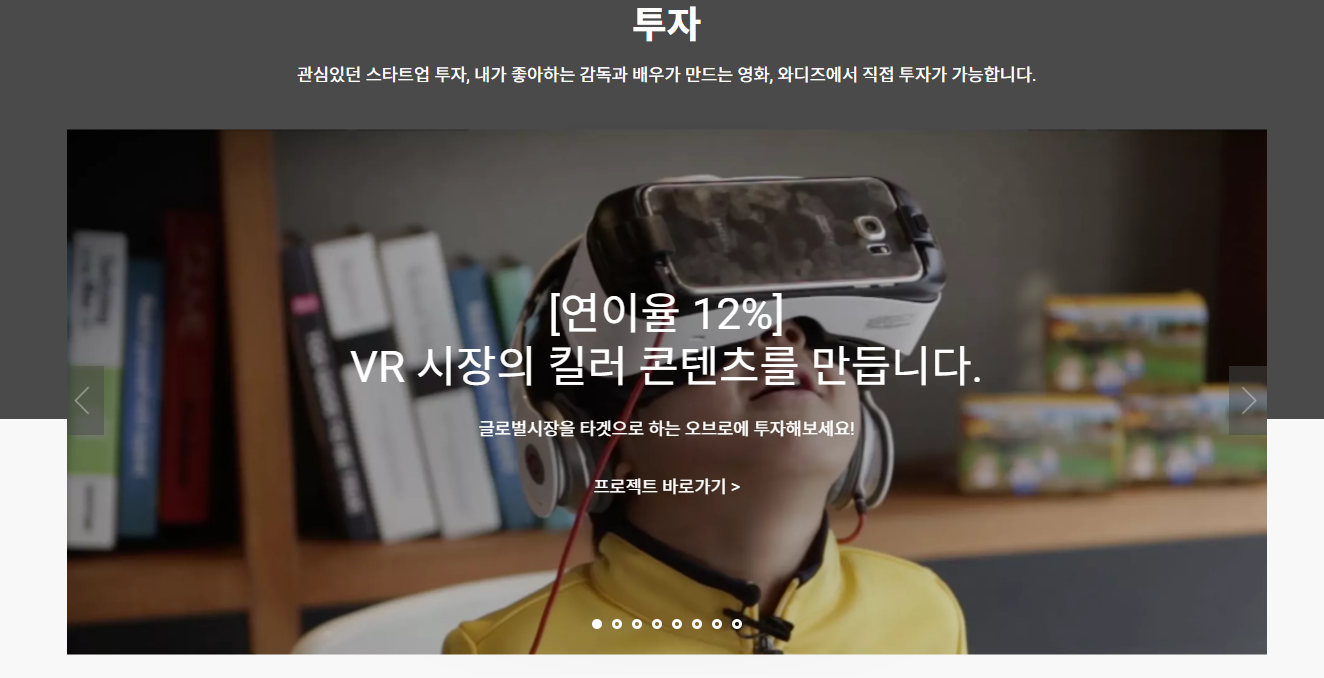 투자
관심있던 스타트업 투자, 내가 좋아하는 감독과 배우가 만드는 영화, 와디즈에서 직접 투자가 가능합니다.
[연이율 12%]
VR 시장의 킬러 콘텐츠를 만듭니다.
글로벌시장을 타겟으로 하는 오브로에 투자해보세요!
프로젝트 바로가기 >